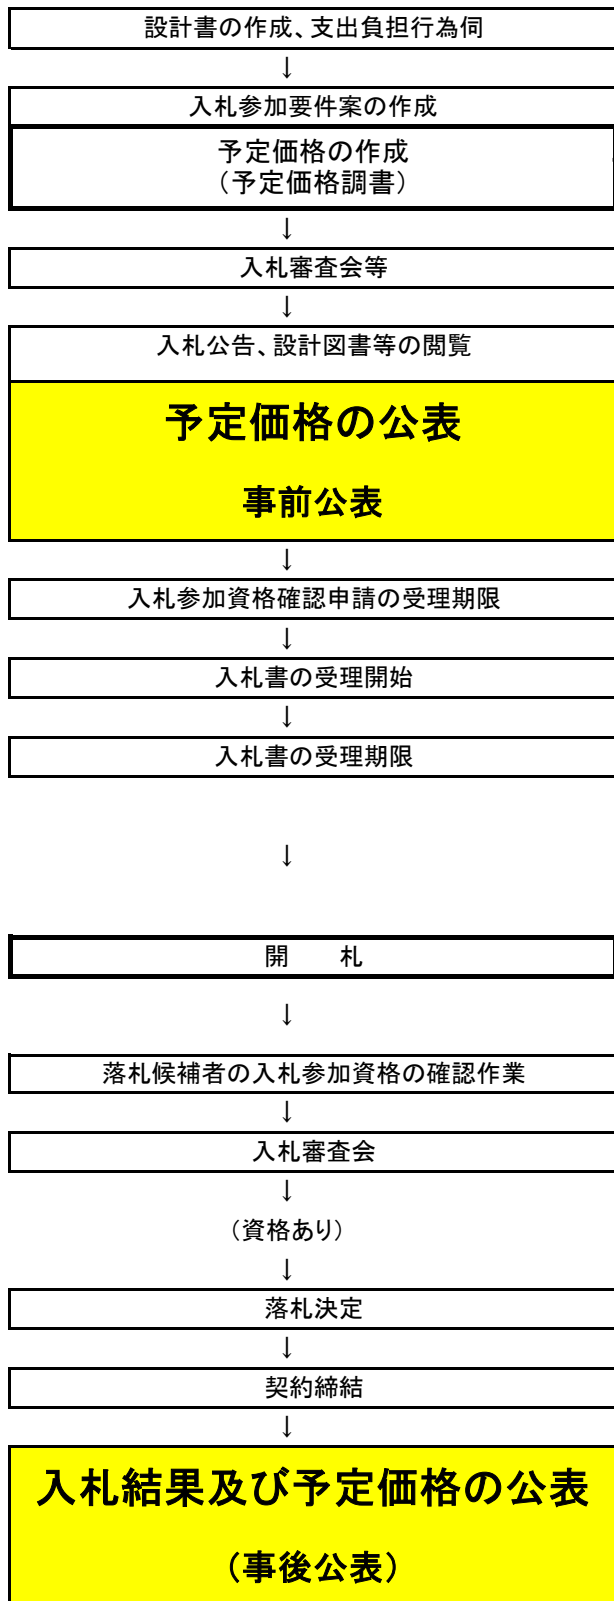 設計書の作成、支出負担行為伺
↓
入札参加要件案の作成
予定価格の作成
（予定価格調書）
↓
入札審査会等
↓
入札公告、設計図書等の閲覧
予定価格の公表
事前公表
↓
入札参加資格確認申請の受理期限
↓
入札書の受理開始
↓
入札書の受理期限
↓
開　　札
↓
落札候補者の入札参加資格の確認作業
↓
入札審査会
↓
（資格あり）
↓
落札決定
↓
契約締結
↓
入札結果及び予定価格の公表
（事後公表）